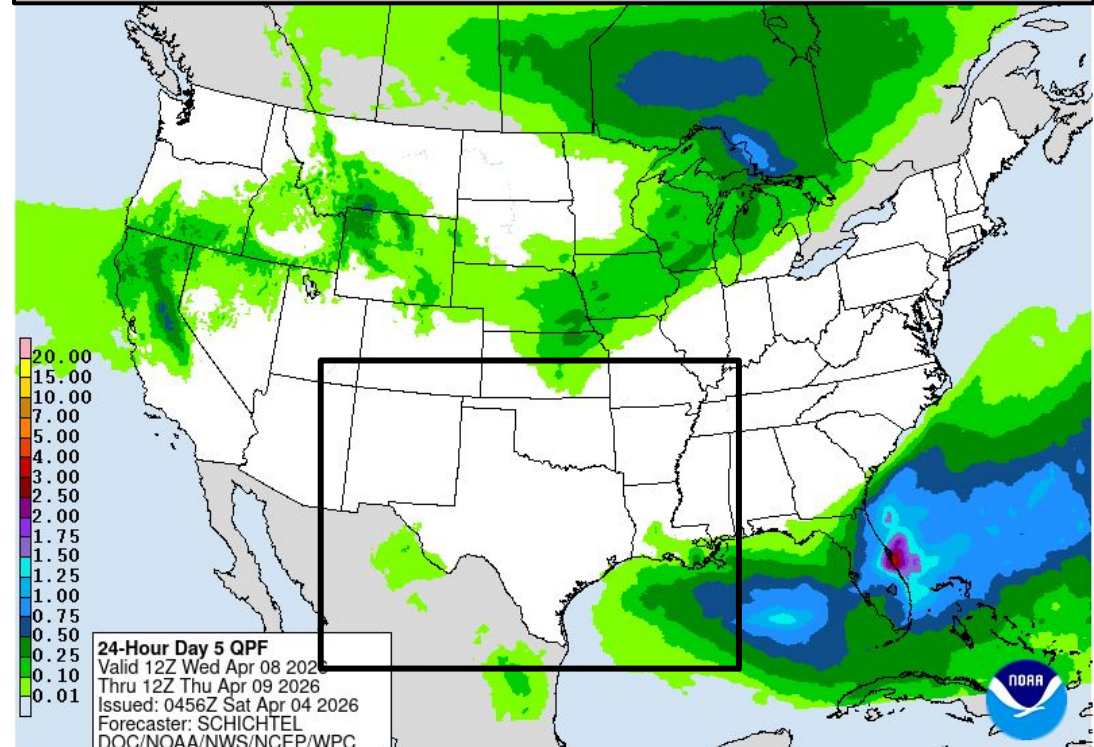 20.00
15.00
10.00
7.00
5.00
4.00
3.00
2.50
2.00
1.75
1.50
1.25
1.00
0.75
0.50
0.25
0.10
0.01
24-Hour Day 5 QPF
Valid 12Z Wed Apr 08 2026
Thru 12Z Thu Apr 09 2026
Issued: 0456Z Sat Apr 04 2026
Forecaster: SCHICHTEL
DOC/NOAA/NWS/NCEP/WPC
NOAA